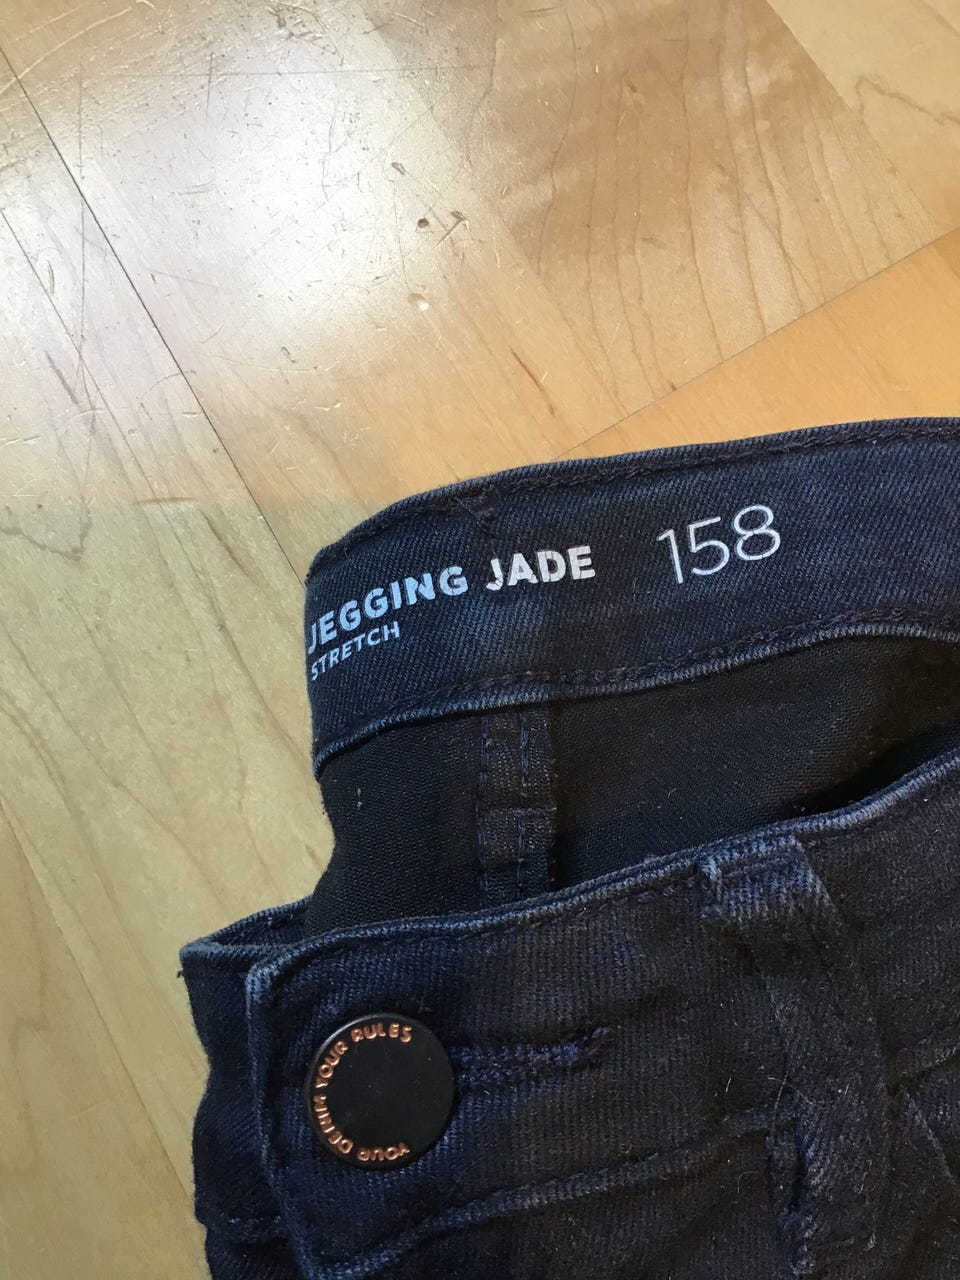 JEGGING JADE 158
STRETCH
YOUR DENIM YOUR RULES